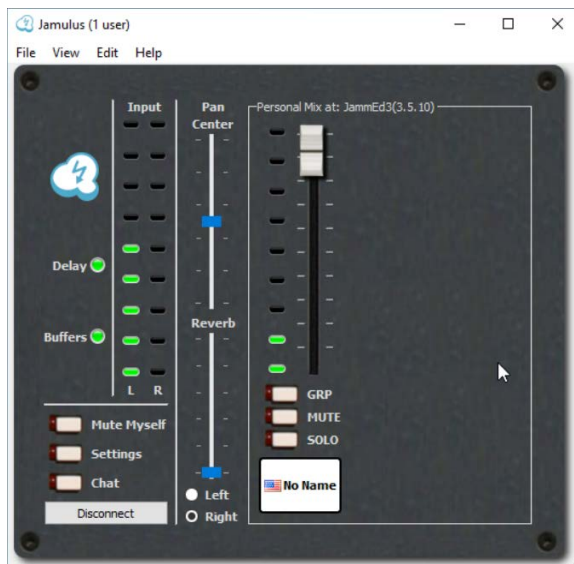 Jamulus (1 user)
File View Edit Help
Input
L R
Delay
Buffers
Mute Myself
Settings
Chat
Disconnect
Pan
Center
Reverb
Left
Right
Personal Mix at: JammEd3(3.5.10)
GRP
MUTE
SOLO
No Name